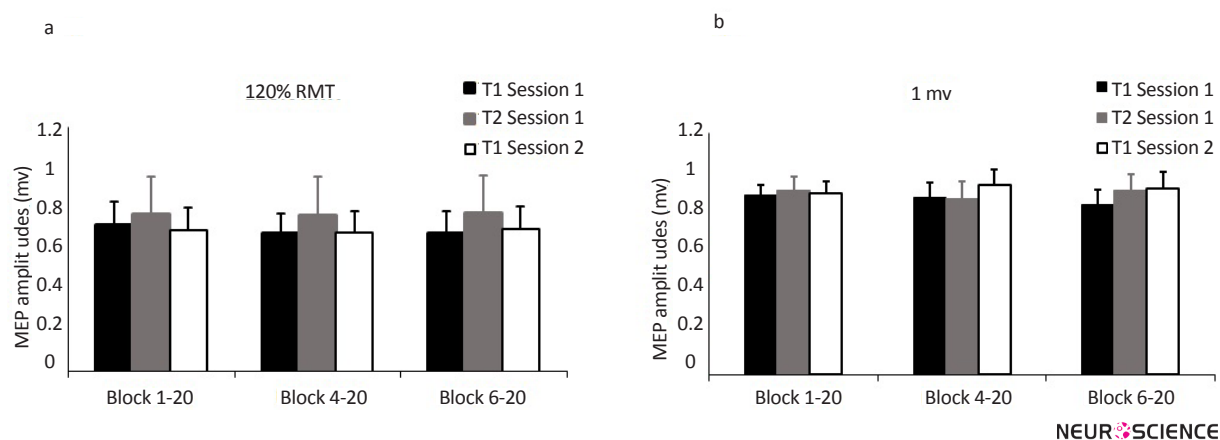 a
120% RMT
T1 Session 1
T2 Session 1
T1 Session 2
1.2
1
0.8
0.6
0.4
0.2
0
MEP amplit udes (mv)
Block 1-20
Block 4-20
Block 6-20
b
1 mv
T1 Session 1
T2 Session 1
T1 Session 2
1.2
1
0.8
0.6
0.4
0.2
0
MEP amplit udes (mv)
Block 1-20
Block 4-20
Block 6-20
NEUROSCIENCE